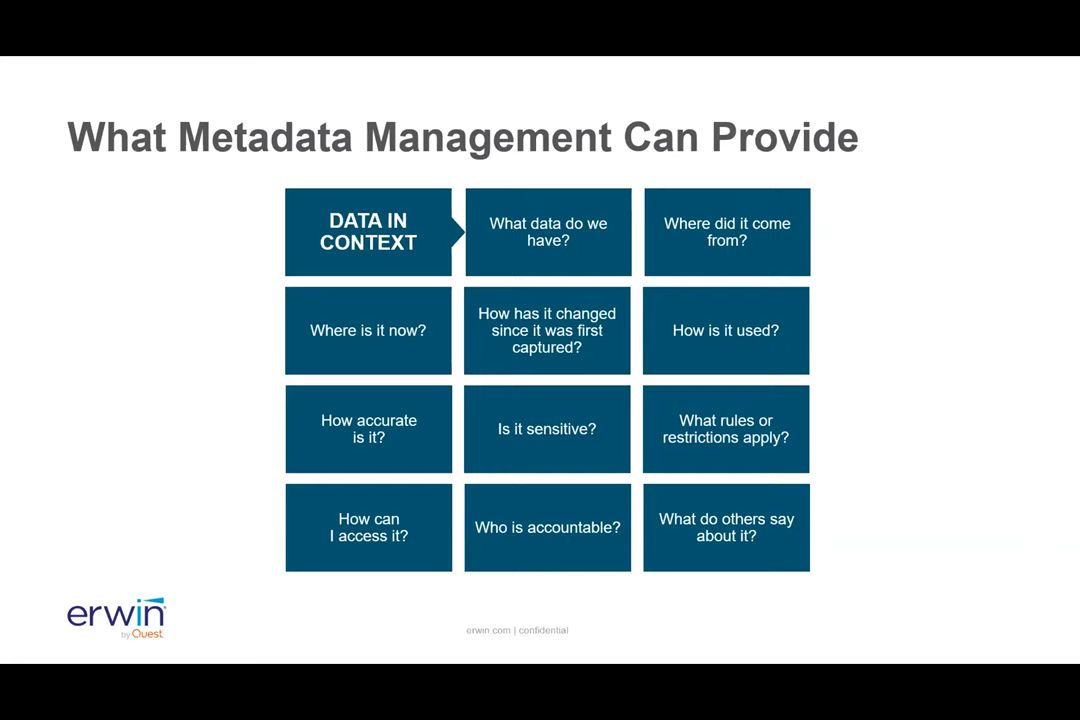 What Metadata Management Can Provide
DATA IN
CONTEXT
What data do we
have?
Where did it come
from?
Where is it now?
How has it changed
since it was first
captured?
How is it used?
How accurate
is it?
Is it sensitive?
What rules or
restrictions apply?
How can
I access it?
Who is accountable?
What do others say
about it?
erwin
by Quest
erwin.com | confidential